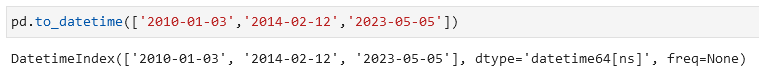 pd.to_datetime(['2010-01-03','2014-02-12','2023-05-05'])
DatetimeIndex(['2010-01-03', '2014-02-12', '2023-05-05'], dtype='datetime64[ns]', freq=None)